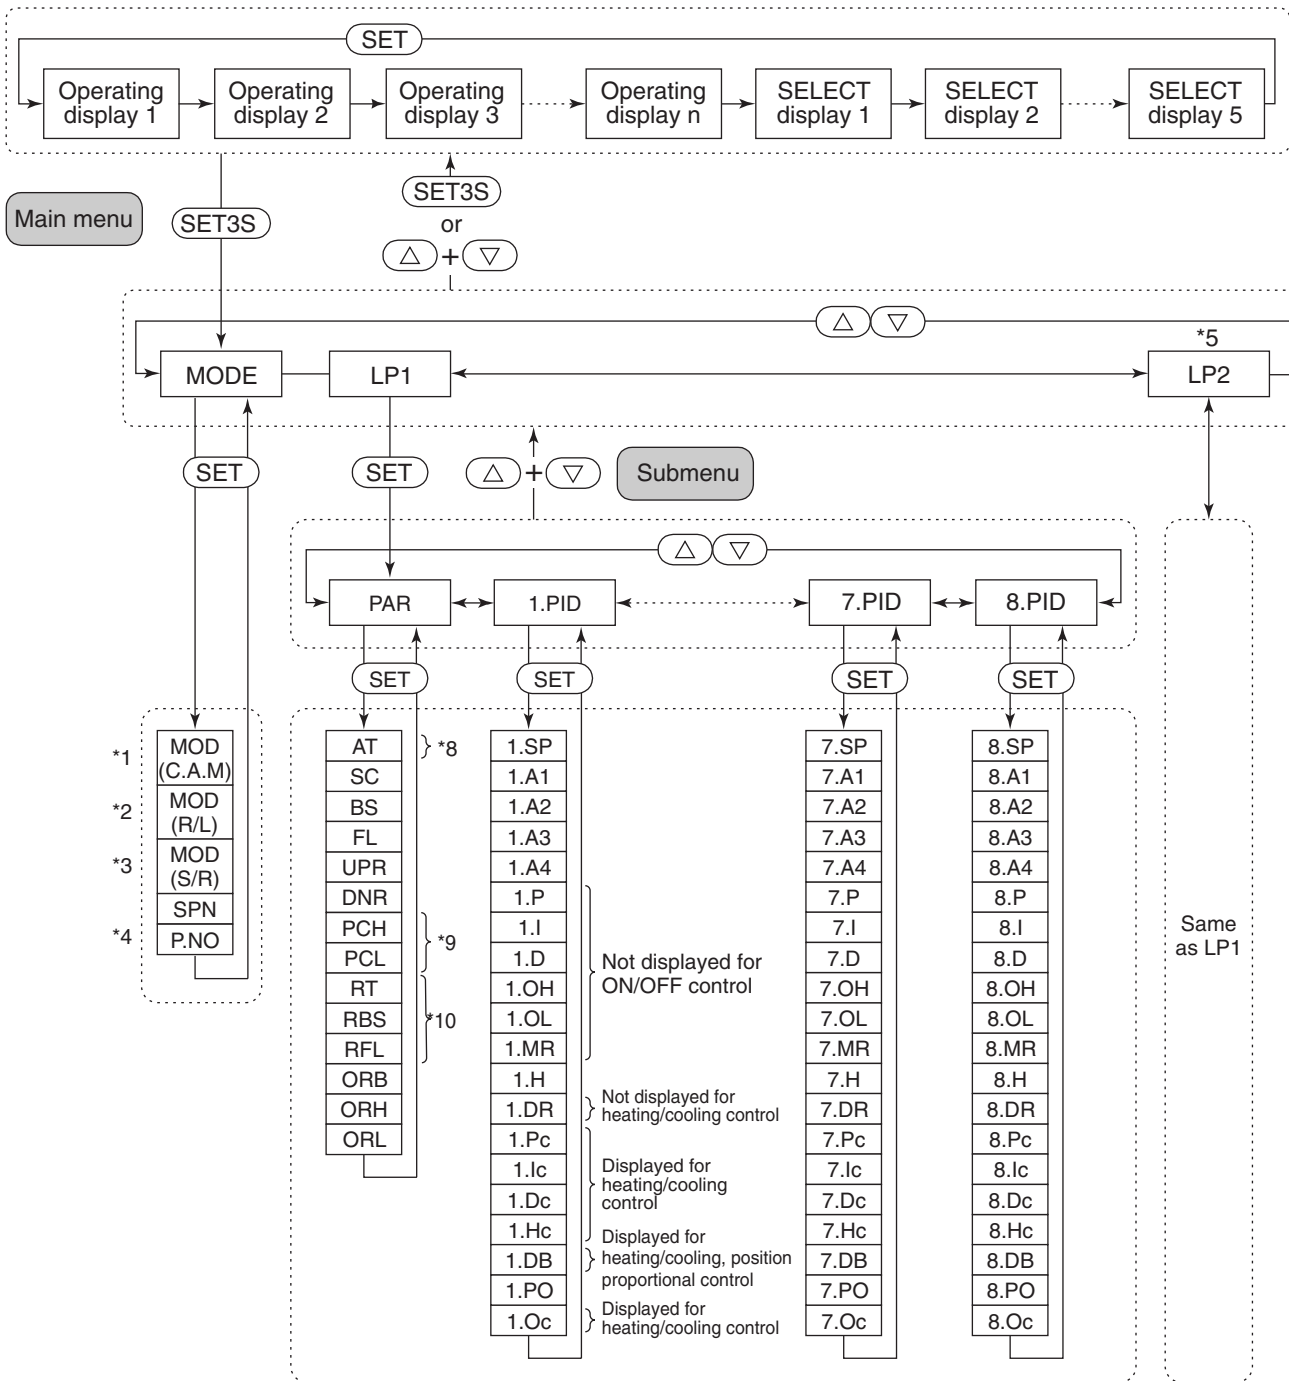 SET
Operating
display 1
Operating
display 2
Operating
display 3
Operating
display n
SELECT
display 1
SELECT
display 2
SELECT
display 5
Main menu
SET3S
SET3S
or
△ + ▽
△ ▽
*5
MODE
LP1
LP2
SET
SET
△ + ▽
Submenu
△ ▽
PAR
1.PID
7.PID
8.PID
SET
SET
SET
SET
*1
MOD
(C.A.M)
*2
MOD
(R/L)
*3
MOD
(S/R)
SPN
*4
P.NO
AT
*8
SC
BS
FL
UPR
DNR
PCH
PCL
*9
RT
RBS
RFL
*10
ORB
ORH
ORL
1.SP
1.A1
1.A2
1.A3
1.A4
1.P
1.I
1.D
1.OH
1.OL
1.MR
1.H
1.DR
1.Pc
1.Ic
1.Dc
1.Hc
1.DB
1.PO
1.Oc
Not displayed for
ON/OFF control
Not displayed for
heating/cooling control
Displayed for
heating/cooling
control
Displayed for
heating/cooling, position
proportional control
Displayed for
heating/cooling control
7.SP
7.A1
7.A2
7.A3
7.A4
7.P
7.I
7.D
7.OH
7.OL
7.MR
7.H
7.DR
7.Pc
7.Ic
7.Dc
7.Hc
7.DB
7.PO
7.Oc
8.SP
8.A1
8.A2
8.A3
8.A4
8.P
8.I
8.D
8.OH
8.OL
8.MR
8.H
8.DR
8.Pc
8.Ic
8.Dc
8.Hc
8.DB
8.PO
8.Oc
Same
as LP1